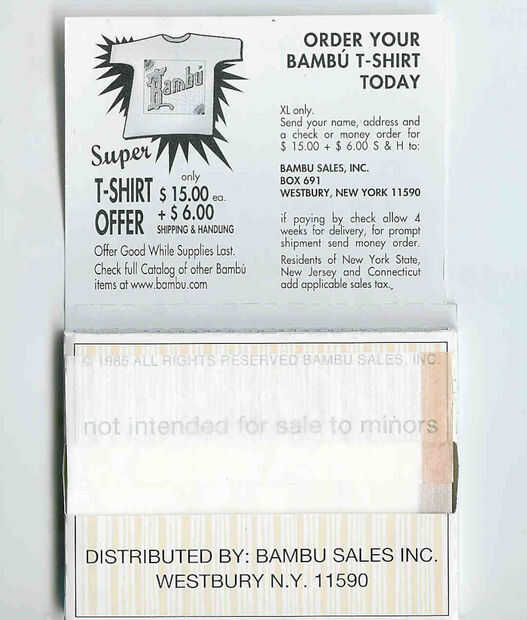 Bambú
Super
T-SHIRT
OFFER
only
$ 15.00 ea.
+ $ 6.00
SHIPPING & HANDLING
Offer Good While Supplies Last.
Check full Catalog of other Bambú
items at www.bambu.com
ORDER YOUR
BAMBÚ T-SHIRT
TODAY
XL only.
Send your name, address and
a check or money order for
$ 15.00 + $ 6.00 S & H to:
BAMBU SALES, INC.
BOX 691
WESTBURY, NEW YORK 11590
if paying by check allow 4
weeks for delivery, for prompt
shipment send money order.
Residents of New York State,
New Jersey and Connecticut
add applicable sales tax.
© 1985 ALL RIGHTS RESERVED BAMBU SALES, INC.
not intended for sale to minors
DISTRIBUTED BY: BAMBU SALES INC.
WESTBURY N.Y. 11590